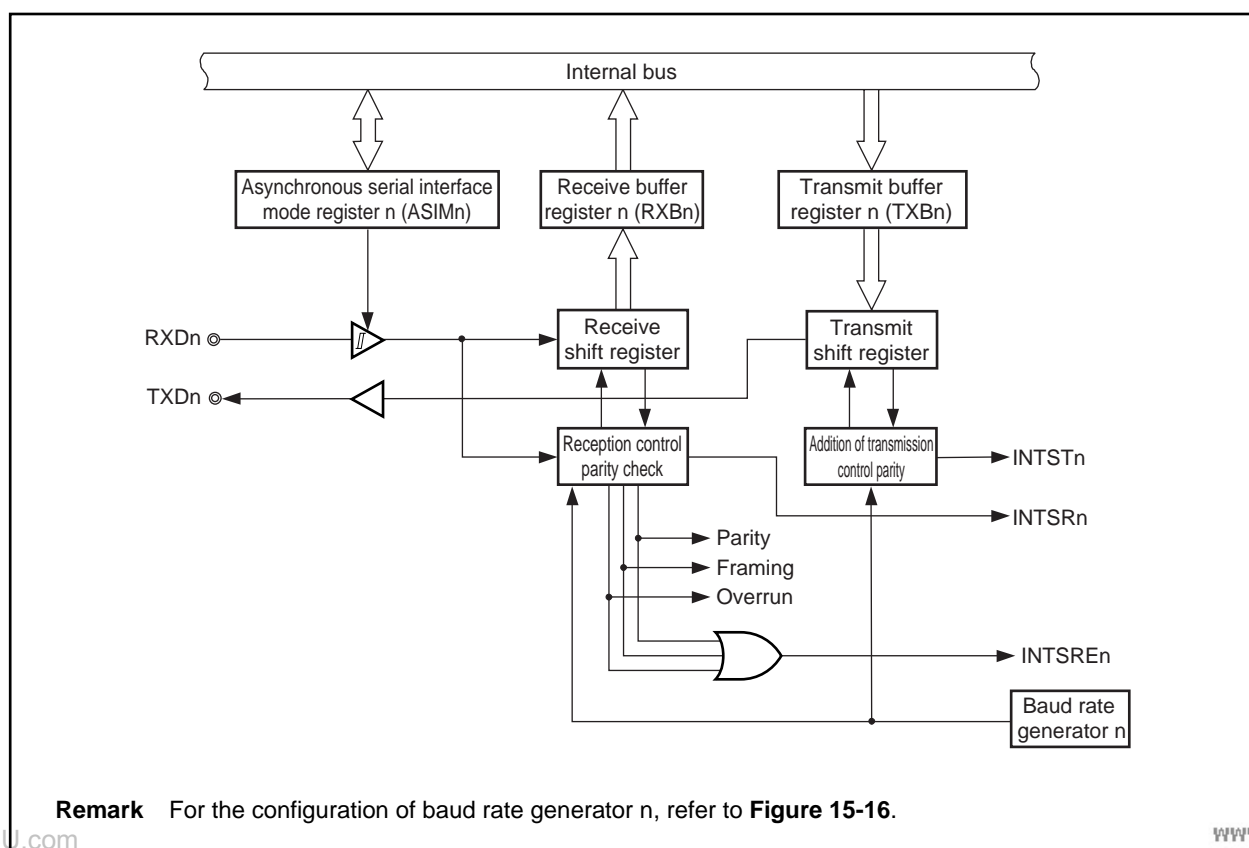 Internal bus
Asynchronous serial interface
mode register n (ASIMn)
Receive buffer
register n (RXBn)
Transmit buffer
register n (TXBn)
RXDn
Receive
shift register
Transmit
shift register
TXDn
Reception control
parity check
Addition of transmission
control parity
INTSTn
INTSRn
Parity
Framing
Overrun
INTSREn
Baud rate
generator n
Remark For the configuration of baud rate generator n, refer to Figure 15-16.
U.com